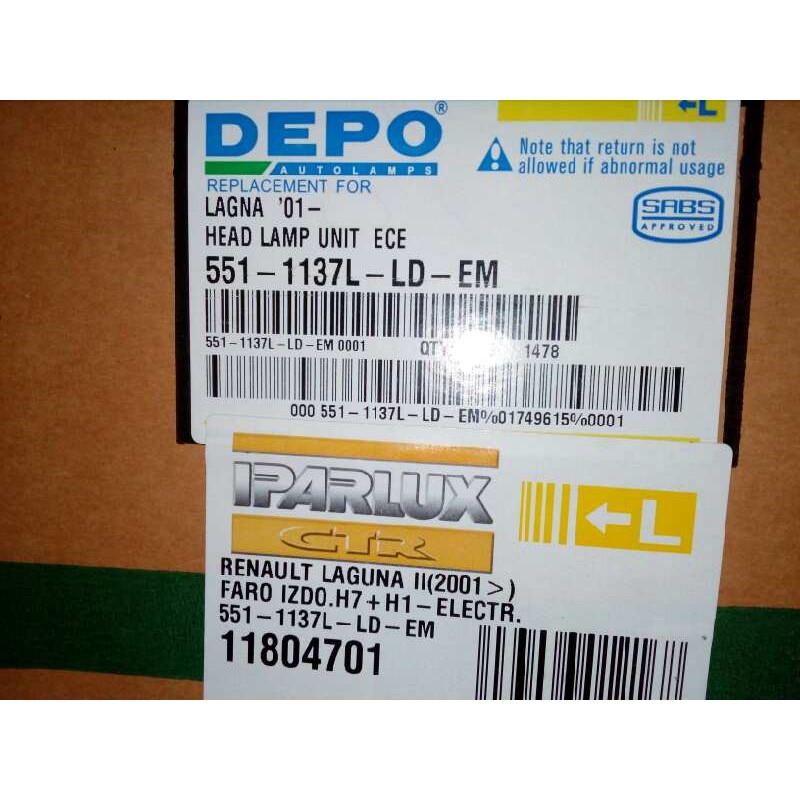 DEPO®
AUTOLAMPS
REPLACEMENT FOR
LAGNA '01-
HEAD LAMP UNIT ECE
551-1137L-LD-EM
←L
Note that return is not
allowed if abnormal usage
SABS
APPROVED
551-1137L-LD-EM 0001 QTY 1478
000 551-1137L-LD-EM%01749615%0001
IPARLUX
CTR
←L
RENAULT LAGUNA II(2001>)
FARO IZDO.H7+H1-ELECTR.
551-1137L-LD-EM
11804701